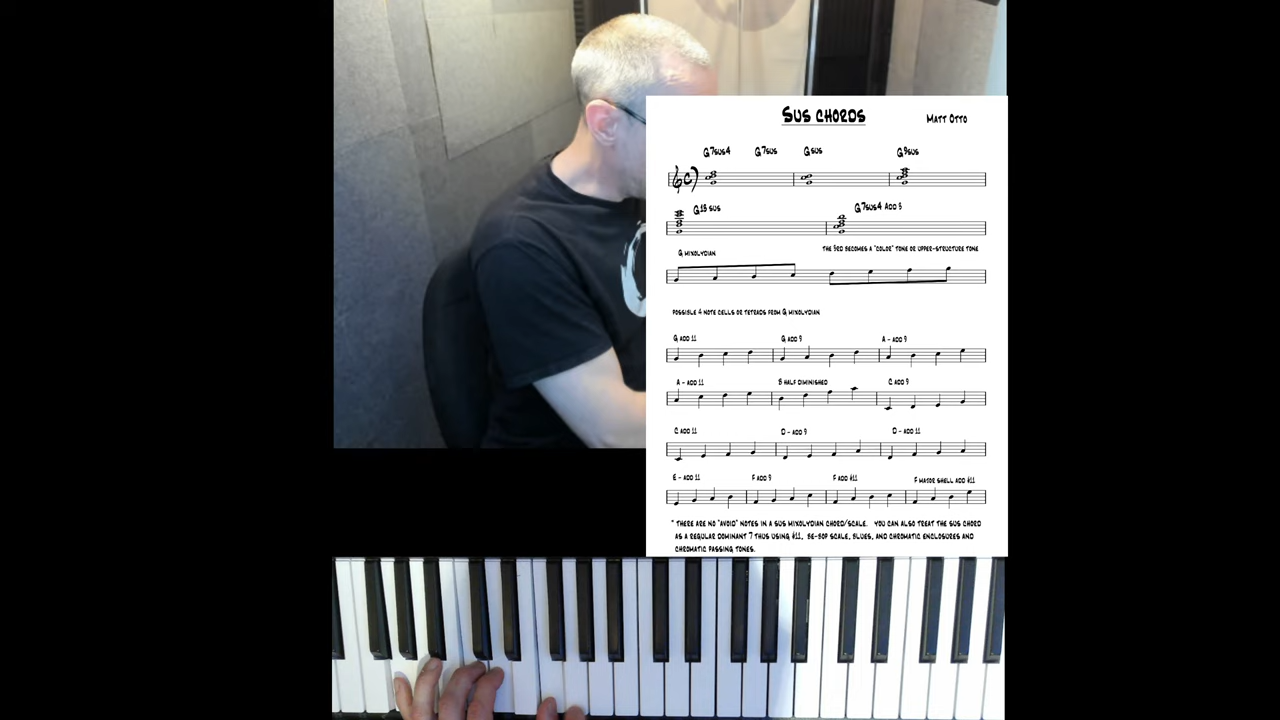 SUS CHORDS
MATT OTTO
G7SUS4 G7SUS GSUS G9SUS
G13 SUS G7SUS4 ADD 3
G MIXOLYDIAN THE 3RD BECOMES A "COLOR" TONE OR UPPER-STRUCTURE TONE
POSSIBLE 4 NOTE CELLS OR TETRADS FROM G MIXOLYDIAN
G ADD 11 G ADD 9 A - ADD 9
A - ADD 11 B HALF DIMINISHED C ADD 9
C ADD 11 D - ADD 9 D - ADD 11
E - ADD 11 F ADD 9 F ADD #11 F MAJOR SHELL ADD #11
* THERE ARE NO "AVOID" NOTES IN A SUS MIXOLYDIAN CHORD/SCALE. YOU CAN ALSO TREAT THE SUS CHORD
AS A REGULAR DOMINANT 7 THUS USING #11, BE-BOP SCALE, BLUES, AND CHROMATIC ENCLOSURES AND
CHROMATIC PASSING TONES.